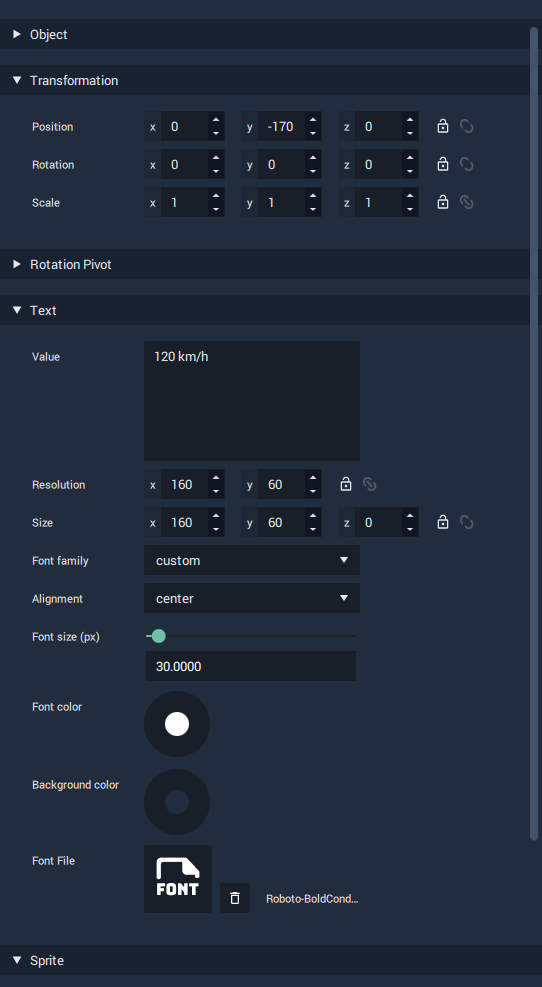 Object
Transformation
Position x 0 y -170 z 0
Rotation x 0 y 0 z 0
Scale x 1 y 1 z 1
Rotation Pivot
Text
Value 120 km/h
Resolution x 160 y 60
Size x 160 y 60 z 0
Font family custom
Alignment center
Font size (px)
30.0000
Font color
Background color
Font File FONT Roboto-BoldCond...
Sprite